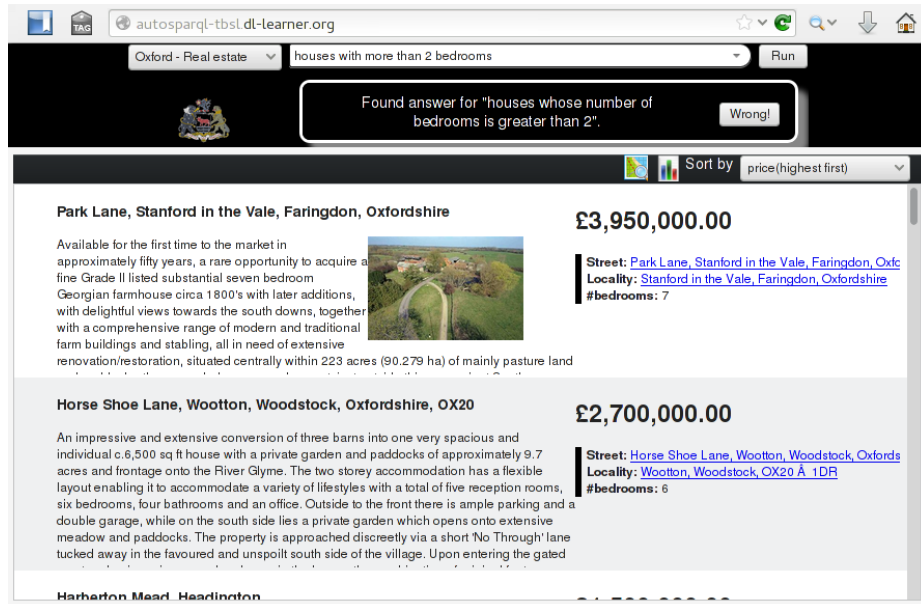 TAG
autosparql-tbsl.dl-learner.org
Oxford - Real estate
houses with more than 2 bedrooms
Run
Found answer for "houses whose number of
bedrooms is greater than 2".
Wrong!
Sort by
price(highest first)
Park Lane, Stanford in the Vale, Faringdon, Oxfordshire
Available for the first time to the market in
approximately fifty years, a rare opportunity to acquire a
fine Grade II listed substantial seven bedroom
Georgian farmhouse circa 1800's with later additions,
with delightful views towards the south downs, together
with a comprehensive range of modern and traditional
farm buildings and stabling, all in need of extensive
renovation/restoration, situated centrally within 223 acres (90.279 ha) of mainly pasture land
£3,950,000.00
Street: Park Lane, Stanford in the Vale, Faringdon, Oxfo
Locality: Stanford in the Vale, Faringdon, Oxfordshire
#bedrooms: 7
Horse Shoe Lane, Wootton, Woodstock, Oxfordshire, OX20
An impressive and extensive conversion of three barns into one very spacious and
individual c.6,500 sq ft house with a private garden and paddocks of approximately 9.7
acres and frontage onto the River Glyme. The two storey accommodation has a flexible
layout enabling it to accommodate a variety of lifestyles with a total of five reception rooms,
six bedrooms, four bathrooms and an office. Outside to the front there is ample parking and a
double garage, while on the south side lies a private garden which opens onto extensive
meadow and paddocks. The property is approached discreetly via a short 'No Through' lane
tucked away in the favoured and unspoilt south side of the village. Upon entering the gated
£2,700,000.00
Street: Horse Shoe Lane, Wootton, Woodstock, Oxfords
Locality: Wootton, Woodstock, OX20 Â 1DR
#bedrooms: 6
Harberton Mead, Headington